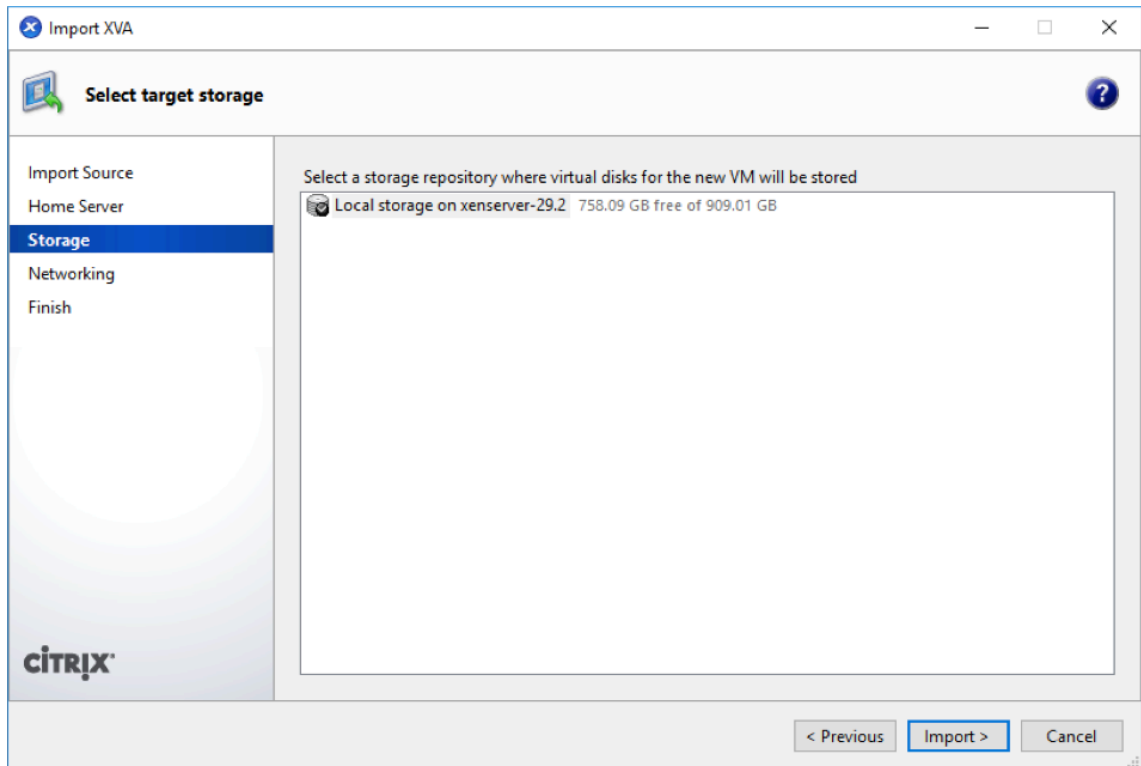 Import XVA
Select target storage
?
Import Source
Home Server
Storage
Networking
Finish
Select a storage repository where virtual disks for the new VM will be stored
Local storage on xenserver-29.2 758.09 GB free of 909.01 GB
CİTRIX
< Previous Import > Cancel